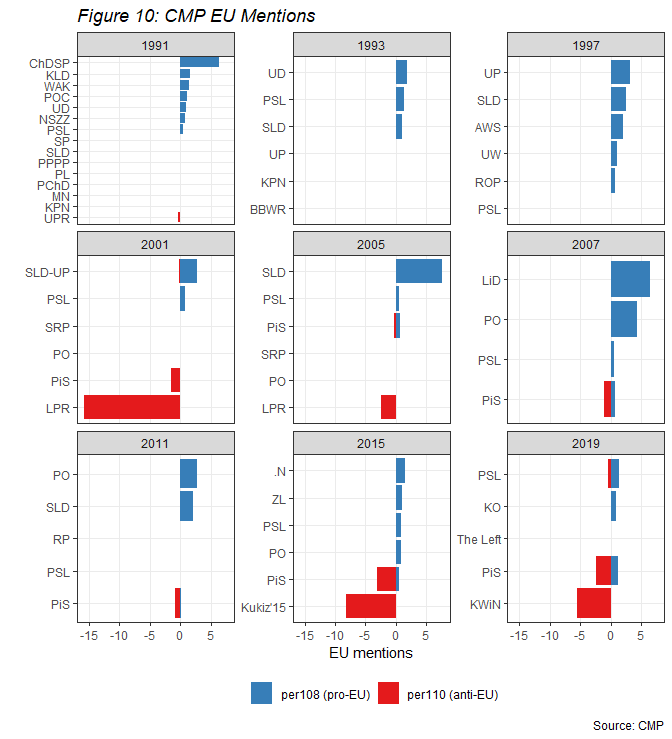 Figure 10: CMP EU Mentions
1991
ChDSP
KLD
WAK
POC
UD
NSZZ
PSL
SP
SLD
PPPP
PL
PChD
MN
KPN
UPR
1993
UD
PSL
SLD
UP
KPN
BBWR
1997
UP
SLD
AWS
UW
ROP
PSL
2001
SLD-UP
PSL
SRP
PO
PiS
LPR
2005
SLD
PSL
PiS
SRP
PO
LPR
2007
LiD
PO
PSL
PiS
2011
PO
SLD
RP
PSL
PiS
2015
.N
ZL
PSL
PO
PiS
Kukiz'15
2019
PSL
KO
The Left
PiS
KWiN
-15 -10 -5 0 5
-15 -10 -5 0 5
-15 -10 -5 0 5
EU mentions
per108 (pro-EU) per110 (anti-EU)
Source: CMP